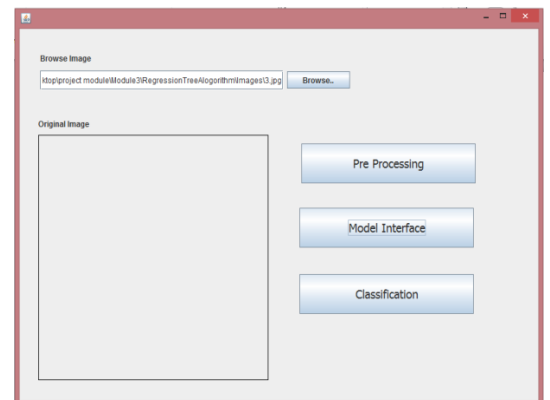 Browse Image
ktop\project module\Module3\RegressionTreeAlogorithm\Images\3.jpg Browse..
Original Image
Pre Processing
Model Interface
Classification